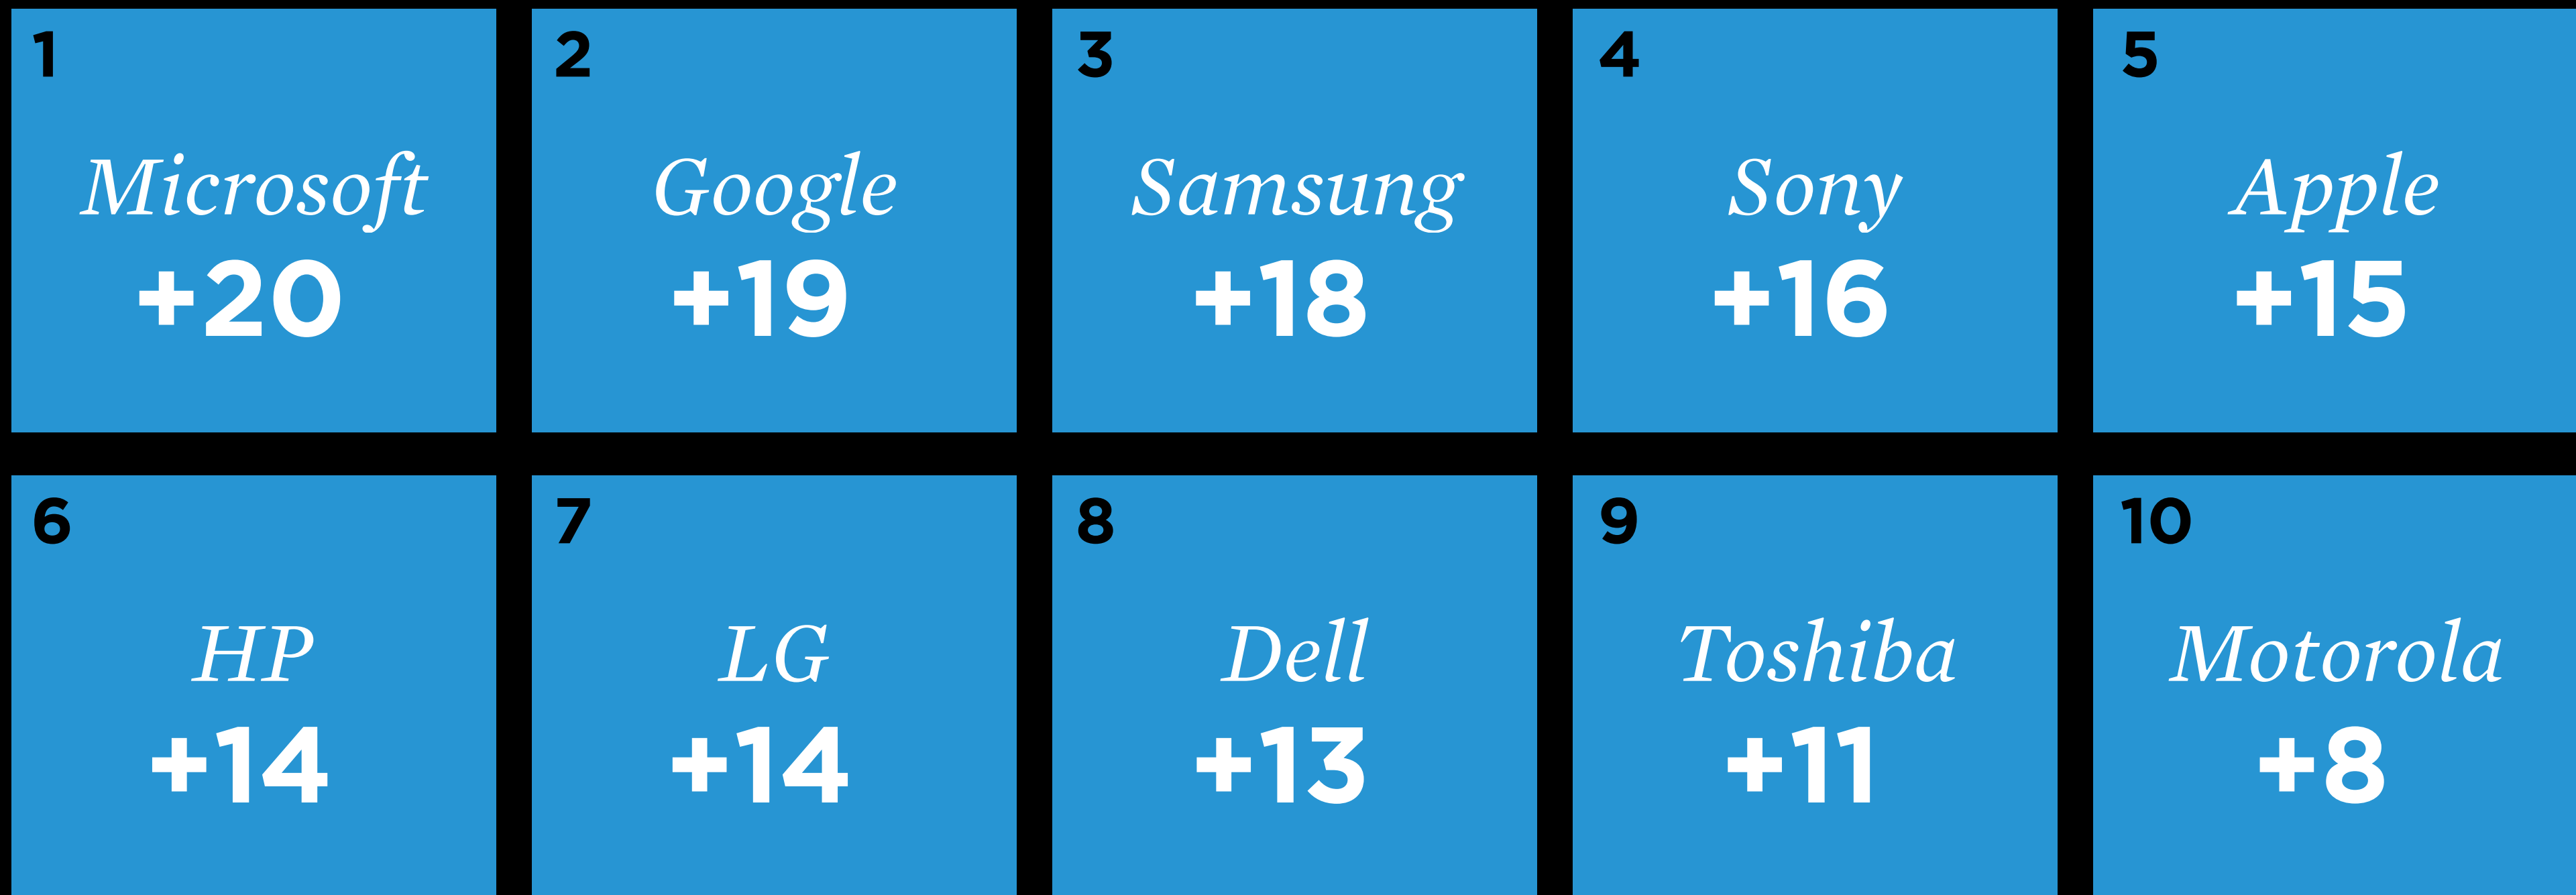 1
Microsoft
+20
2
Google
+19
3
Samsung
+18
4
Sony
+16
5
Apple
+15
6
HP
+14
7
LG
+14
8
Dell
+13
9
Toshiba
+11
10
Motorola
+8